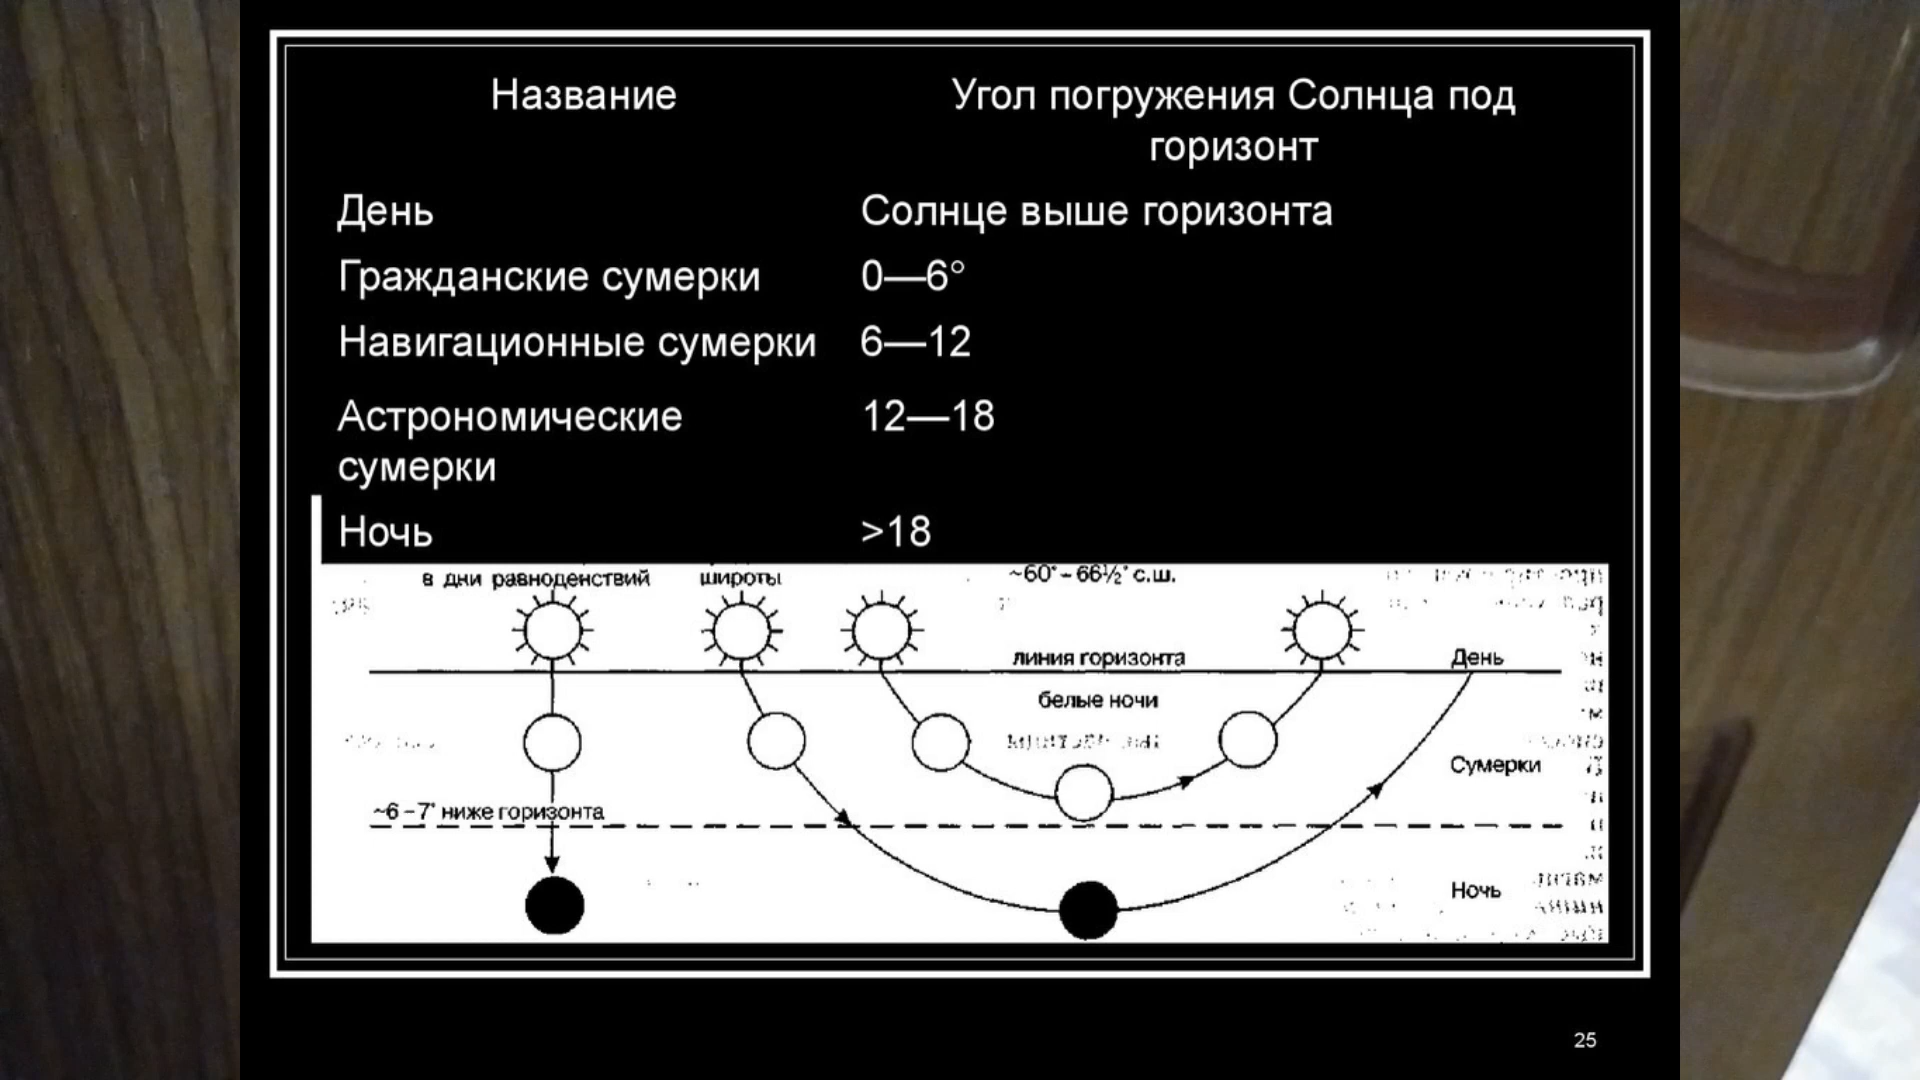 Название
Угол погружения Солнца под
горизонт
День
Солнце выше горизонта
Гражданские сумерки
0—6°
Навигационные сумерки
6—12
Астрономические
сумерки
12—18
Ночь
>18
в дни равноденствий
широты
~60°–66½° с.ш.
линия горизонта
День
белые ночи
Сумерки
~6–7° ниже горизонта
Ночь
25